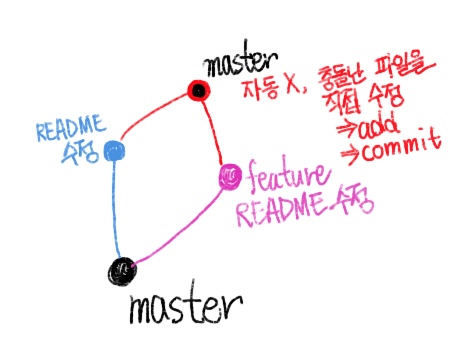 master
자동 X, 충돌난 파일을
직접 수정
⇒add
⇒commit
README
수정
feature
README 수정
master